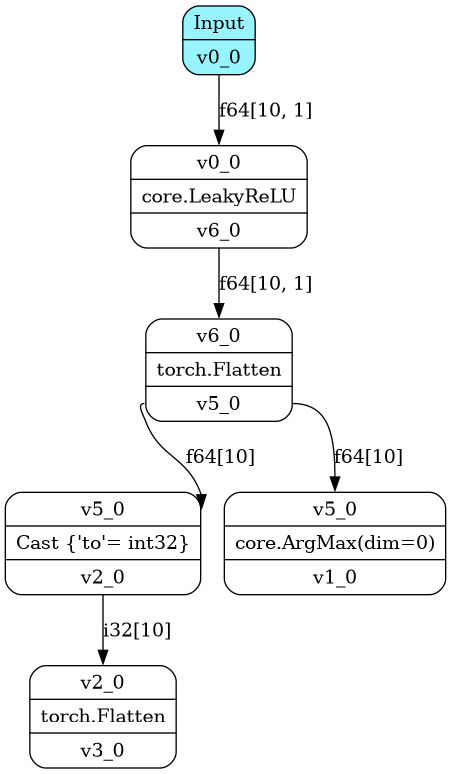 Input
v0_0
f64[10, 1]
v0_0
core.LeakyReLU
v6_0
f64[10, 1]
v6_0
torch.Flatten
v5_0
f64[10]
f64[10]
v5_0
Cast {'to'= int32}
v2_0
v5_0
core.ArgMax(dim=0)
v1_0
i32[10]
v2_0
torch.Flatten
v3_0